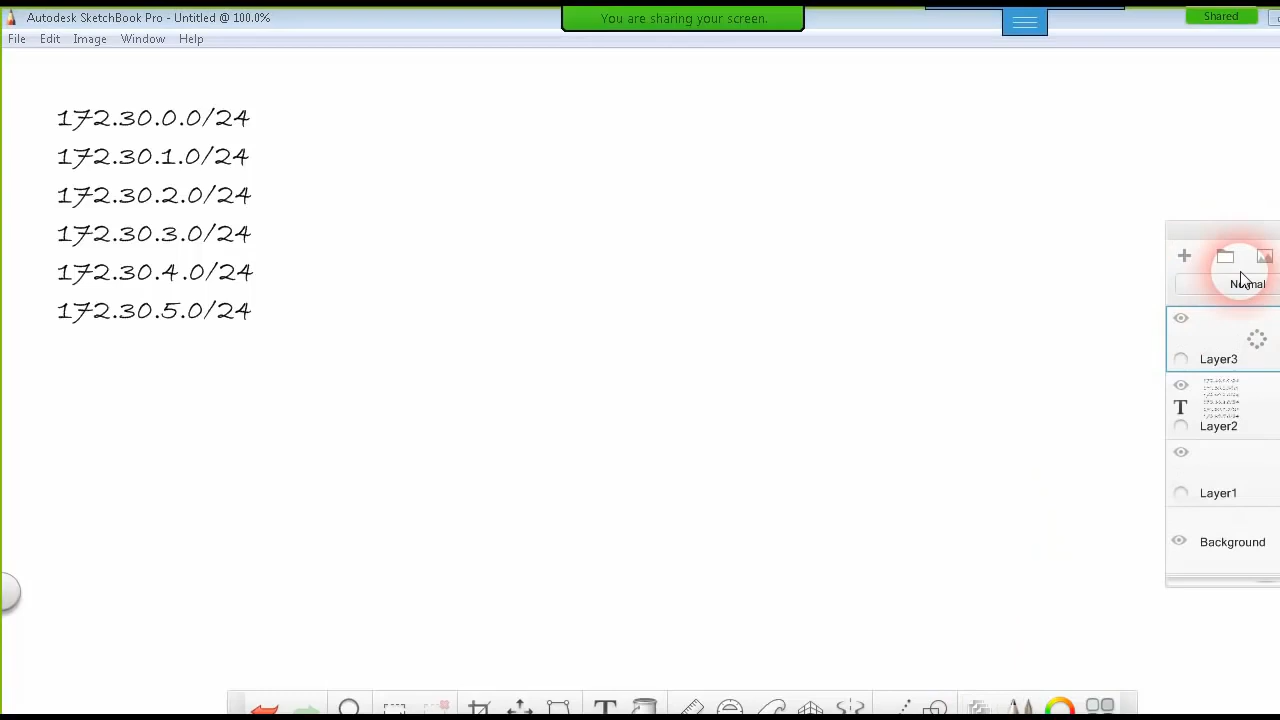 Autodesk SketchBook Pro - Untitled @ 100.0%
You are sharing your screen.
Shared
File Edit Image Window Help
172.30.0.0/24
172.30.1.0/24
172.30.2.0/24
172.30.3.0/24
172.30.4.0/24
172.30.5.0/24
Normal
Layer3
T
Layer2
Layer1
Background
T